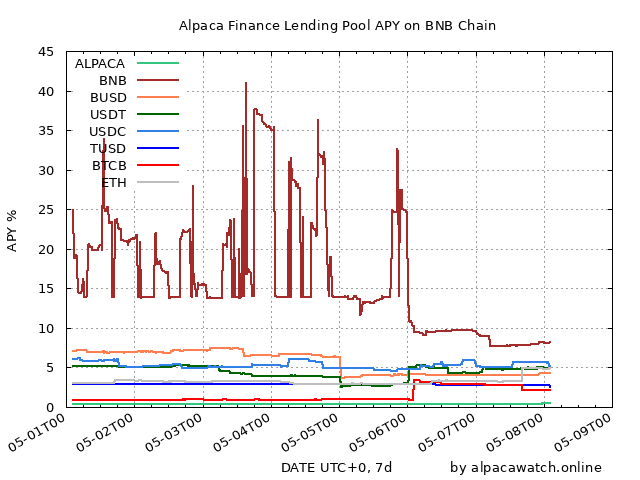 Alpaca Finance Lending Pool APY on BNB Chain
45
40
35
30
25
20
15
10
5
0
APY %
ALPACA
BNB
BUSD
USDT
USDC
TUSD
BTCB
ETH
05-01T00
05-02T00
05-03T00
05-04T00
05-05T00
05-06T00
05-07T00
05-08T00
05-09T00
DATE UTC+0, 7d
by alpacawatch.online